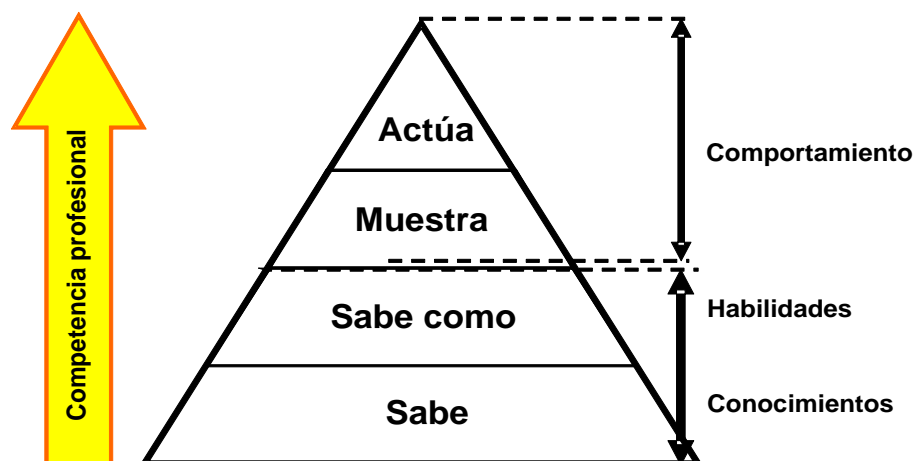 Competencia profesional
Actúa
Comportamiento
Muestra
Sabe como
Habilidades
Sabe
Conocimientos